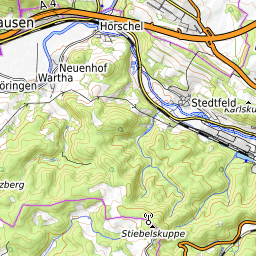 A 4
Hörschel
ausen
Neuenhof
Wartha
öringen
Stedtfeld
Karlsku
zberg
Stiebelskuppe